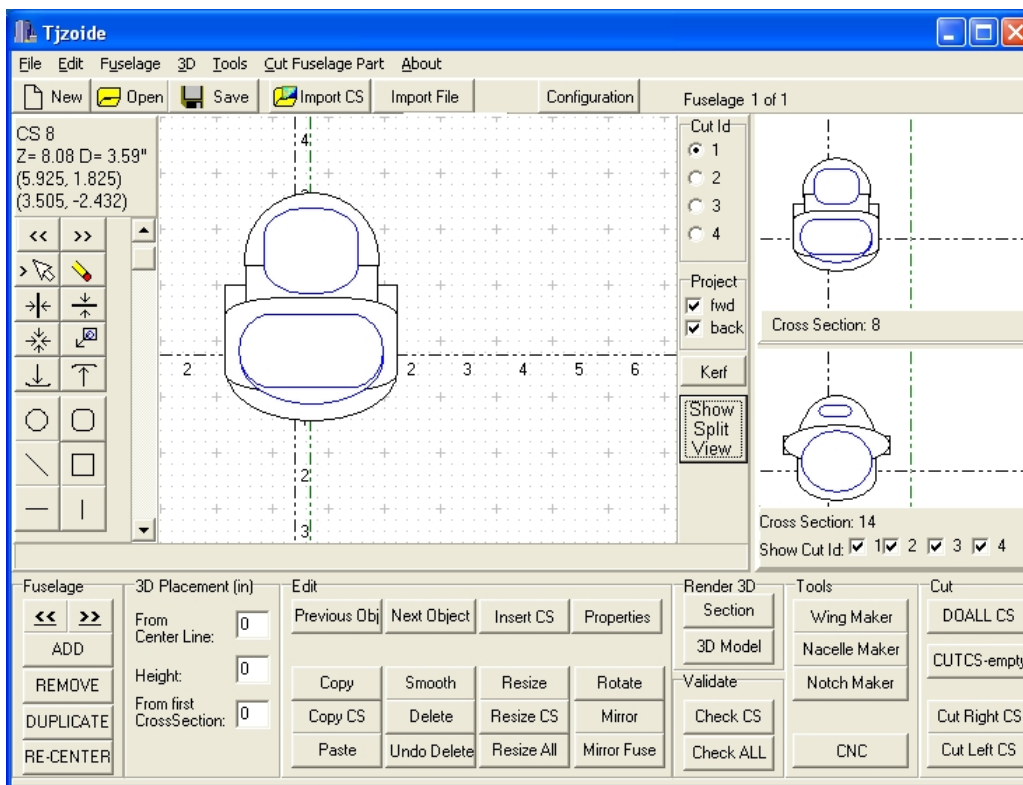 Tjzoide
File Edit Fuselage 3D Tools Cut Fuselage Part About
New Open Save Import CS Import File Configuration Fuselage 1 of 1
CS 8
Z= 8.08 D= 3.59"
(5.925, 1.825)
(3.505, -2.432)
<< >>
4
2 2 3 4 5 6
2
3
Cut Id
1
2
3
4
Project
fwd
back
Kerf
Show
Split
View
Cross Section: 8
Cross Section: 14
Show Cut Id: 1 2 3 4
Fuselage
<< >>
ADD
REMOVE
DUPLICATE
RE-CENTER
3D Placement (in)
From
Center Line: 0
Height: 0
From first
CrossSection: 0
Edit
Previous Obj Next Object Insert CS Properties
Copy Smooth Resize Rotate
Copy CS Delete Resize CS Mirror
Paste Undo Delete Resize All Mirror Fuse
Render 3D
Section
3D Model
Validate
Check CS
Check ALL
Tools
Wing Maker
Nacelle Maker
Notch Maker
CNC
Cut
DOALL CS
CUTCS-empty
Cut Right CS
Cut Left CS